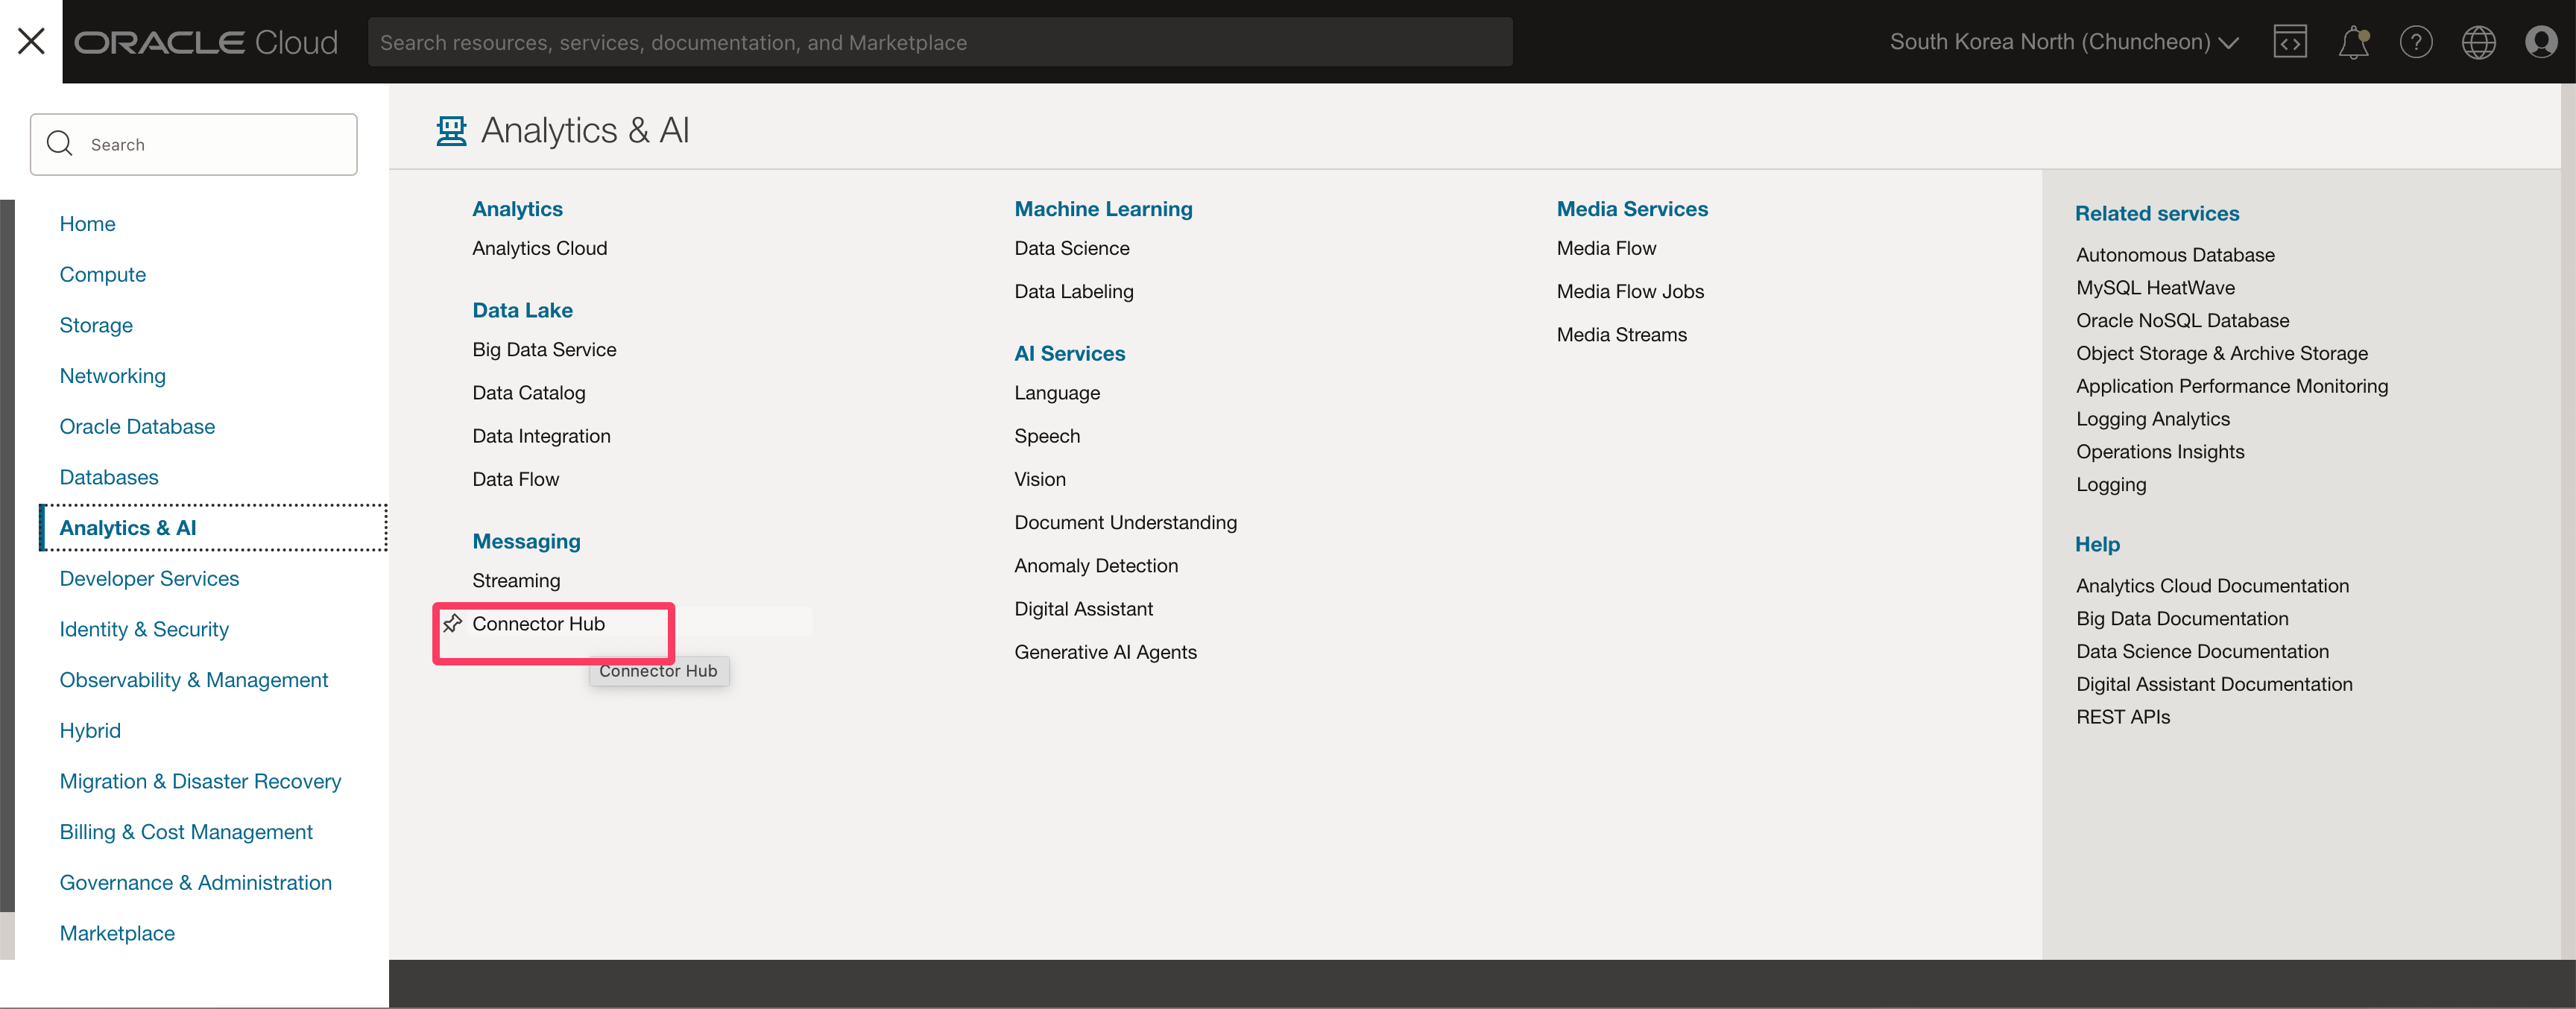 ORACLE Cloud
Search resources, services, documentation, and Marketplace
South Korea North (Chuncheon)
Search
Home
Compute
Storage
Networking
Oracle Database
Databases
Analytics & AI
Developer Services
Identity & Security
Observability & Management
Hybrid
Migration & Disaster Recovery
Billing & Cost Management
Governance & Administration
Marketplace
Analytics & AI
Analytics
Analytics Cloud
Data Lake
Big Data Service
Data Catalog
Data Integration
Data Flow
Messaging
Streaming
Connector Hub
Connector Hub
Machine Learning
Data Science
Data Labeling
AI Services
Language
Speech
Vision
Document Understanding
Anomaly Detection
Digital Assistant
Generative AI Agents
Media Services
Media Flow
Media Flow Jobs
Media Streams
Related services
Autonomous Database
MySQL HeatWave
Oracle NoSQL Database
Object Storage & Archive Storage
Application Performance Monitoring
Logging Analytics
Operations Insights
Logging
Help
Analytics Cloud Documentation
Big Data Documentation
Data Science Documentation
Digital Assistant Documentation
REST APIs